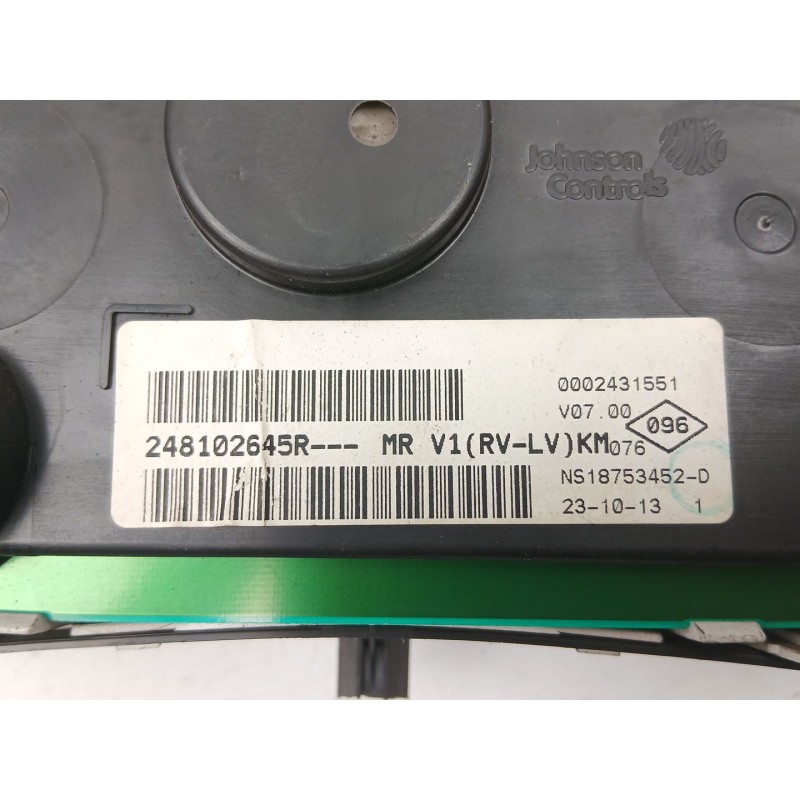 Johnson
Controls
0002431551
V07.00
096
248102645R--- MR V1(RV-LV)KM
076
NS18753452-D
23-10-13 1